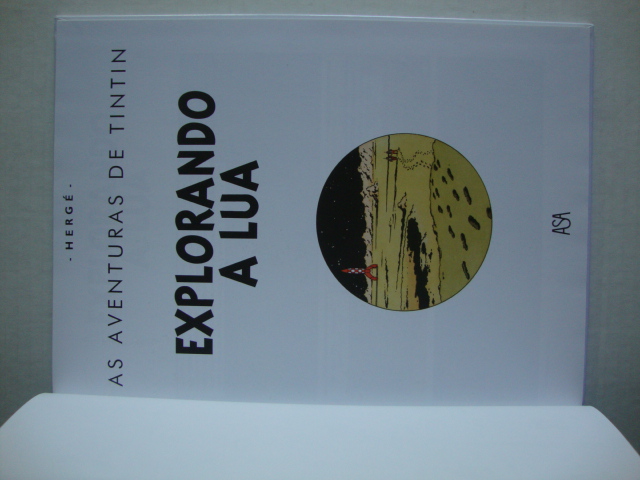 - HERGÉ -
AS AVENTURAS DE TINTIN
EXPLORANDO
A LUA
ASA